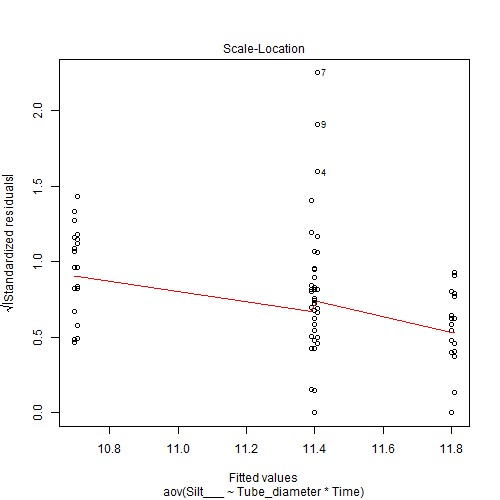 Scale-Location
√|Standardized residuals|
2.0
1.5
1.0
0.5
0.0
7
9
4
10.8 11.0 11.2 11.4 11.6 11.8
Fitted values
aov(Silt___ ~ Tube_diameter * Time)